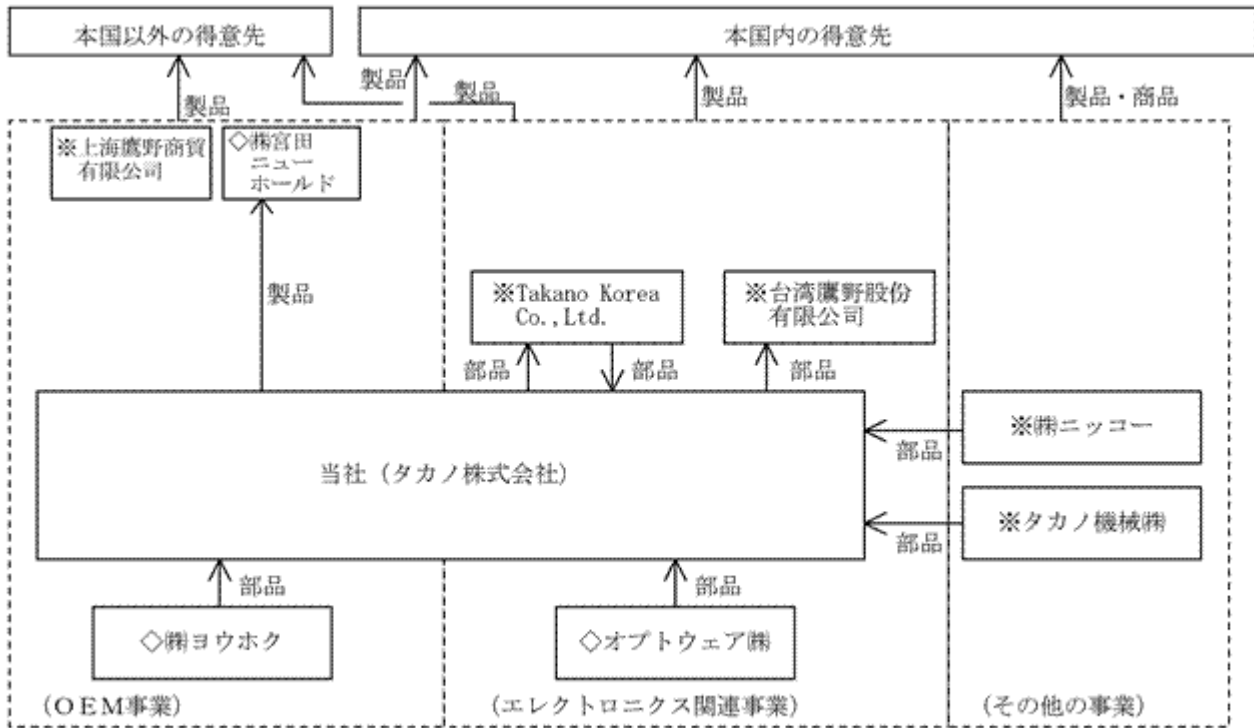 本国以外の得意先
本国内の得意先
製品
製品
製品
製品
製品・商品
※上海鷹野商貿
有限公司
◇㈱宮田
ニュー
ホールド
製品
※Takano Korea
Co.,Ltd.
※台湾鷹野股份
有限公司
部品
部品
部品
当社（タカノ株式会社）
※㈱ニッコー
部品
※タカノ機械㈱
部品
部品
部品
◇㈱ヨウホク
◇オプトウェア㈱
(ＯＥＭ事業)
(エレクトロニクス関連事業)
(その他の事業)